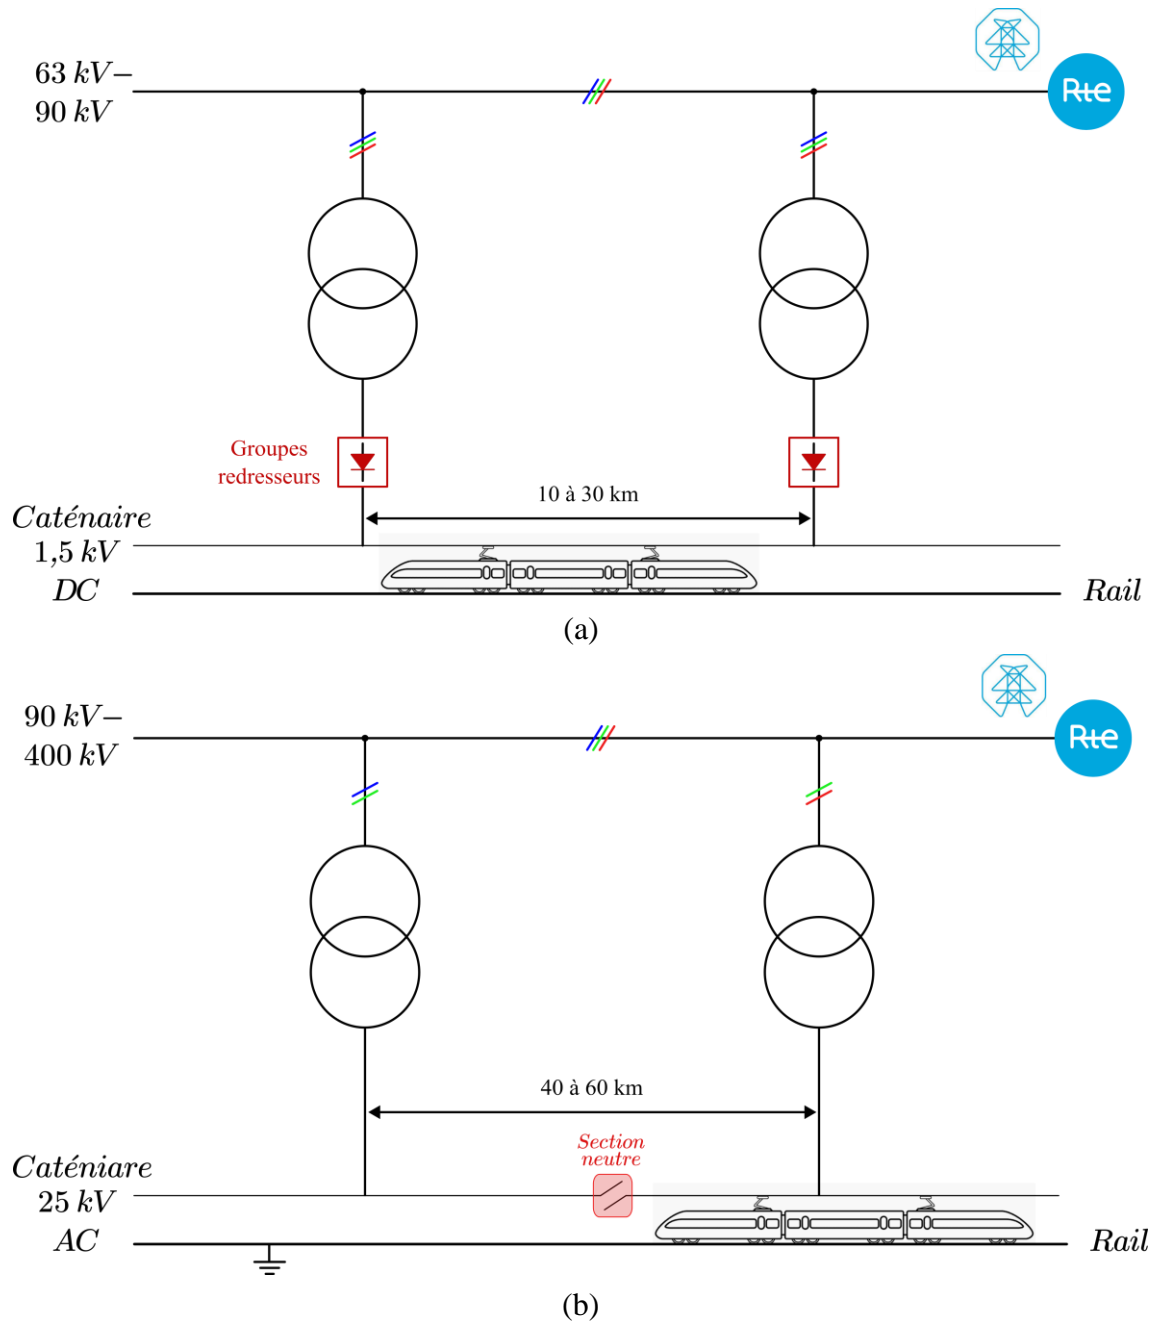 63 kV–
90 kV
Rte
Groupes
redresseurs
10 à 30 km
Caténaire
1,5 kV
DC
Rail
(a)
90 kV–
400 kV
Rte
40 à 60 km
Section
neutre
Caténiare
25 kV
AC
Rail
(b)